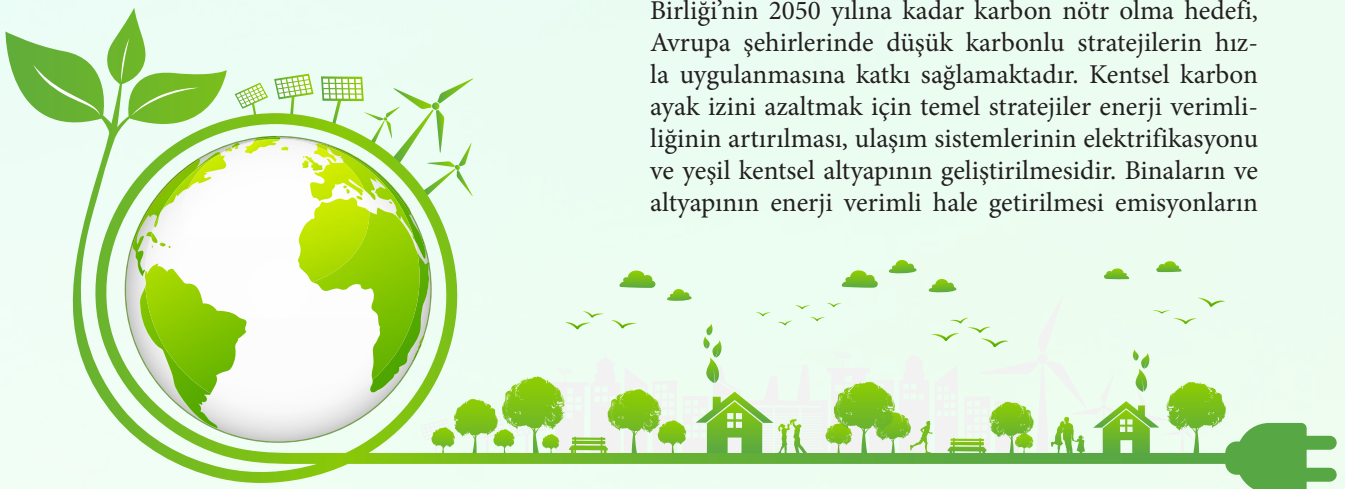 Birliği’nin 2050 yılına kadar karbon nötr olma hedefi,
Avrupa şehirlerinde düşük karbonlu stratejilerin hız-
la uygulanmasına katkı sağlamaktadır. Kentsel karbon
ayak izini azaltmak için temel stratejiler enerji verimli-
liğinin artırılması, ulaşım sistemlerinin elektrifikasyonu
ve yeşil kentsel altyapının geliştirilmesidir. Binaların ve
altyapının enerji verimli hale getirilmesi emisyonların